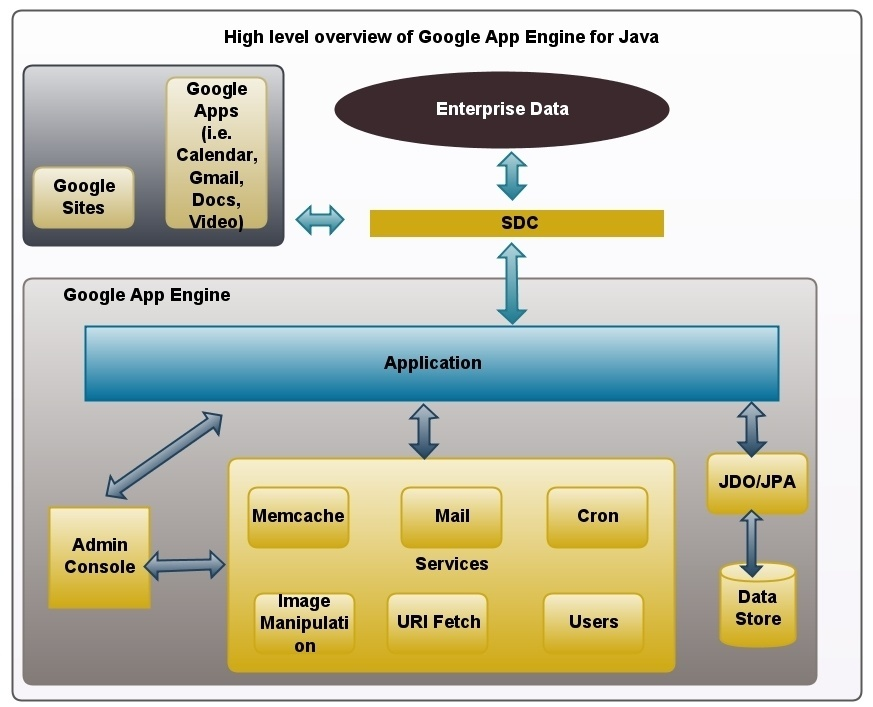 High level overview of Google App Engine for Java
Google
Apps
(i.e.
Calendar,
Gmail,
Docs,
Video)
Google
Sites
Enterprise Data
SDC
Google App Engine
Application
JDO/JPA
Memcache
Mail
Cron
Admin
Console
Services
Image
Manipulati
on
URI Fetch
Users
Data
Store